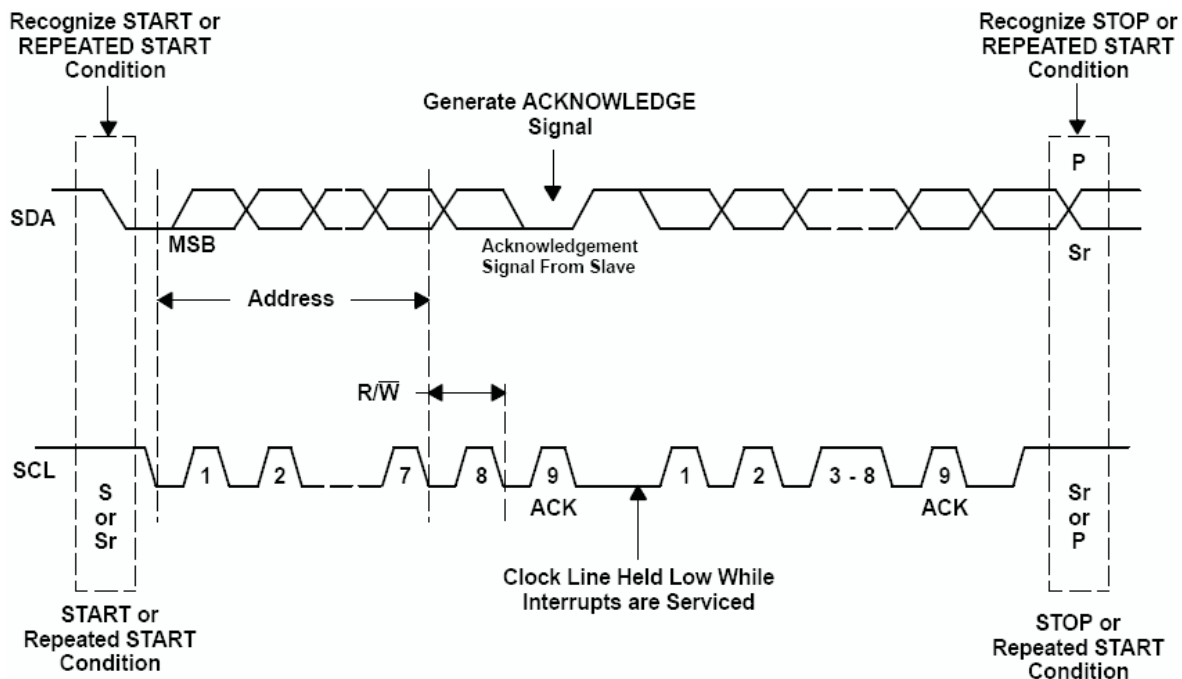 Recognize START or
REPEATED START
Condition
Recognize STOP or
REPEATED START
Condition
Generate ACKNOWLEDGE
Signal
P
SDA
MSB
Acknowledgement
Signal From Slave
Sr
Address
R/W̅
SCL
1
2
7
8
9
1
2
3 - 8
9
ACK
ACK
S
or
Sr
Sr
or
P
Clock Line Held Low While
Interrupts are Serviced
START or
Repeated START
Condition
STOP or
Repeated START
Condition